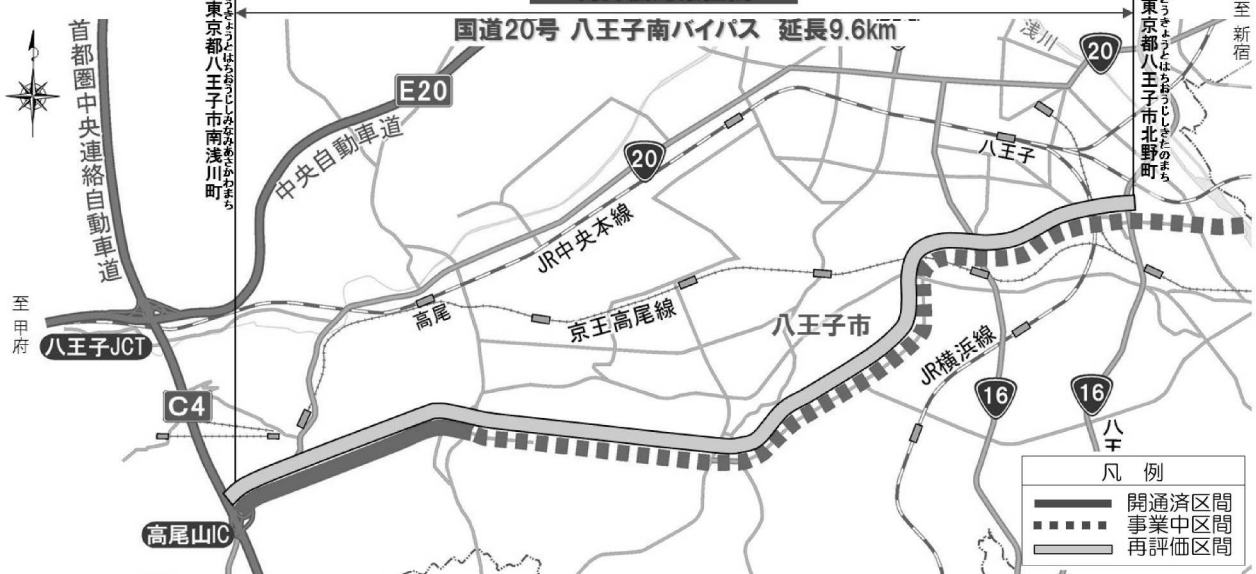 国道20号 八王子南バイパス 延長9.6km
至 新宿
とうきょうとはちおうじしみなみあさかわまち
東京都八王子市南浅川町
とうきょうとはちおうじしきたのまち
東京都八王子市北野町
首都圏中央連絡自動車道
E20
中央自動車道
浅川
20
20
八王子
JR中央本線
至 甲府
高尾
京王高尾線
八王子市
八王子JCT
JR横浜線
C4
16
16
八王
高尾山IC
凡 例
開通済区間
事業中区間
再評価区間